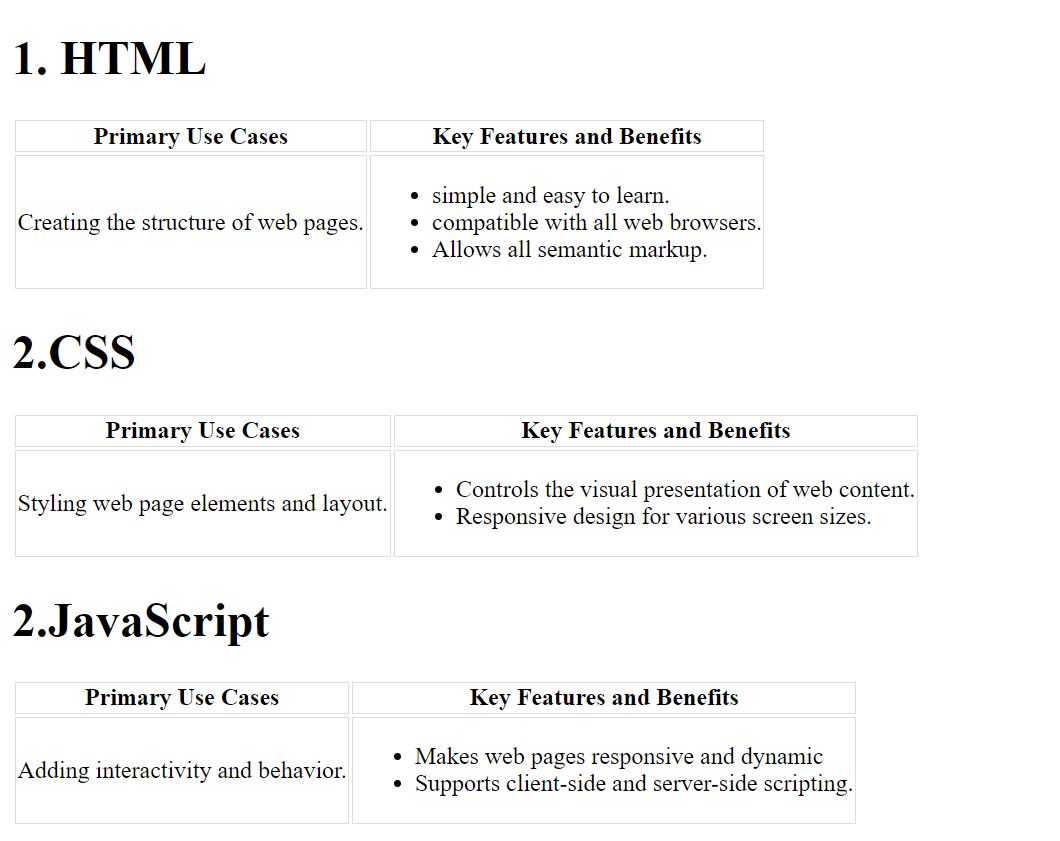 1. HTML
Primary Use Cases
Key Features and Benefits
Creating the structure of web pages.
• simple and easy to learn.
• compatible with all web browsers.
• Allows all semantic markup.
2.CSS
Primary Use Cases
Key Features and Benefits
Styling web page elements and layout.
• Controls the visual presentation of web content.
• Responsive design for various screen sizes.
2.JavaScript
Primary Use Cases
Key Features and Benefits
Adding interactivity and behavior.
• Makes web pages responsive and dynamic
• Supports client-side and server-side scripting.